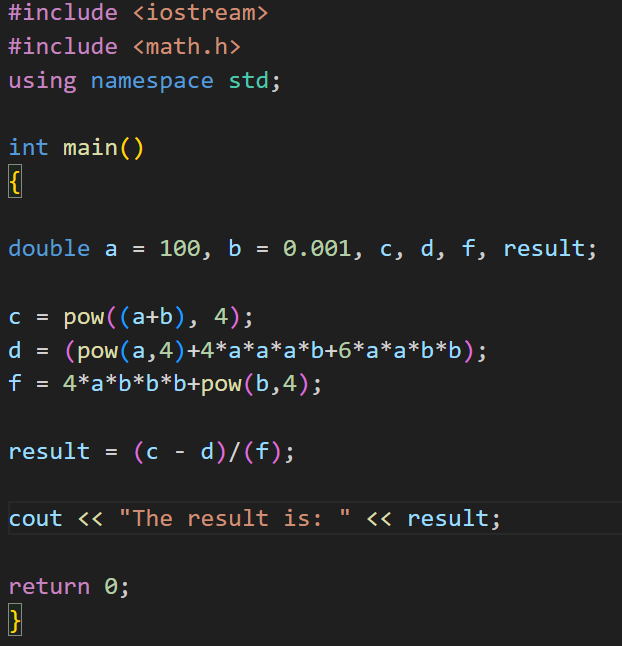 #include <iostream>
#include <math.h>
using namespace std;
int main()
{
double a = 100, b = 0.001, c, d, f, result;
c = pow((a+b), 4);
d = (pow(a,4)+4*a*a*a*b+6*a*a*b*b);
f = 4*a*b*b*b+pow(b,4);
result = (c - d)/(f);
cout << "The result is: " << result;
return 0;
}